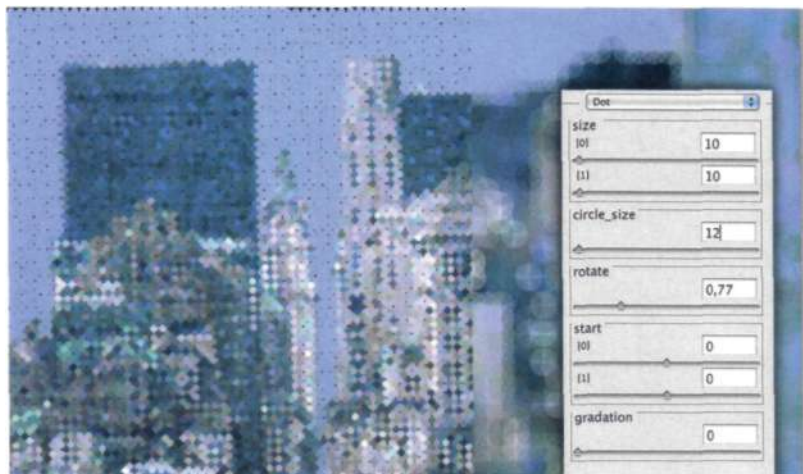 Dot
size
[0]
10
[1]
10
circle_size
12
rotate
0,77
start
[0]
0
[1]
0
gradation
0